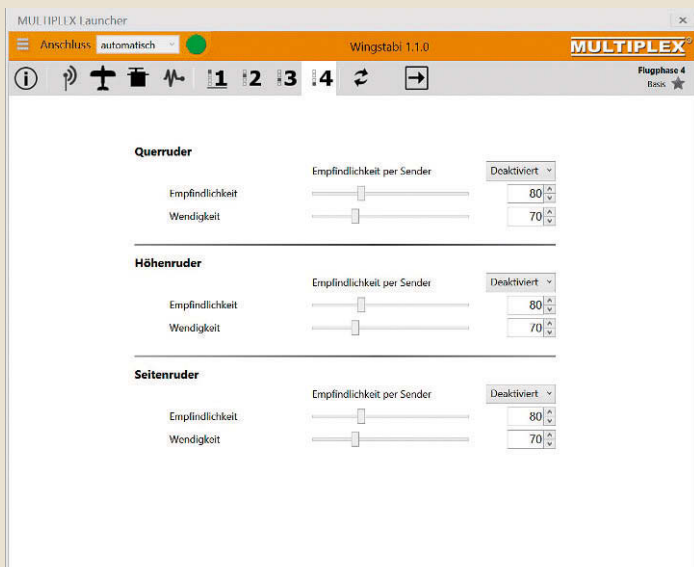 MULTIPLEX Launcher
Anschluss automatisch Wingstabi 1.1.0 MULTIPLEX
1 2 3 4
Flugphase 4
Basis
Querruder
Empfindlichkeit per Sender Deaktiviert
Empfindlichkeit 80
Wendigkeit 70
Höhenruder
Empfindlichkeit per Sender Deaktiviert
Empfindlichkeit 80
Wendigkeit 70
Seitenruder
Empfindlichkeit per Sender Deaktiviert
Empfindlichkeit 80
Wendigkeit 70